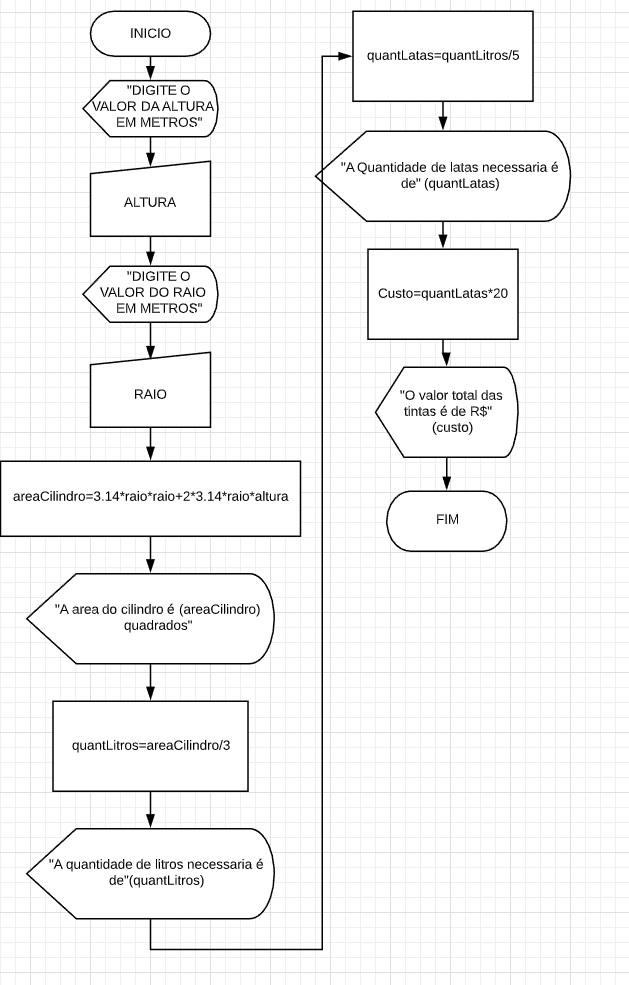 INICIO
"DIGITE O
VALOR DA ALTURA
EM METROS"
ALTURA
"DIGITE O
VALOR DO RAIO
EM METROS"
RAIO
areaCilindro=3.14*raio*raio+2*3.14*raio*altura
"A area do cilindro é (areaCilindro)
quadrados"
quantLitros=areaCilindro/3
"A quantidade de litros necessaria é
de"(quantLitros)
quantLatas=quantLitros/5
"A Quantidade de latas necessaria é
de" (quantLatas)
Custo=quantLatas*20
"O valor total das
tintas é de R$"
(custo)
FIM